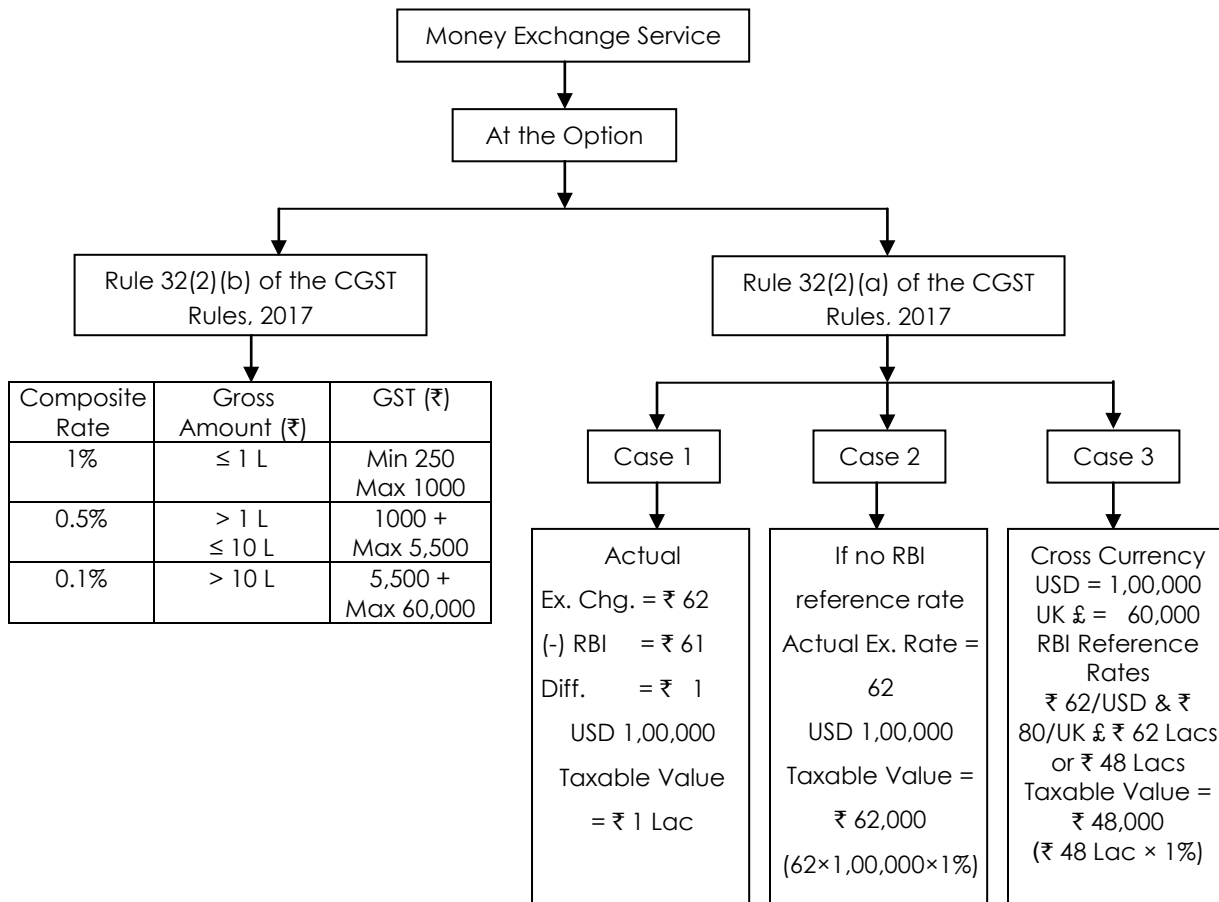 Money Exchange Service
At the Option
Rule 32(2)(b) of the CGST
Rules, 2017
Composite Rate | Gross Amount (₹) | GST (₹)
1% | ≤ 1 L | Min 250 Max 1000
0.5% | > 1 L ≤ 10 L | 1000 + Max 5,500
0.1% | > 10 L | 5,500 + Max 60,000
Rule 32(2)(a) of the CGST
Rules, 2017
Case 1
Actual
Ex. Chg. = ₹ 62
(-) RBI = ₹ 61
Diff. = ₹ 1
USD 1,00,000
Taxable Value
= ₹ 1 Lac
Case 2
If no RBI
reference rate
Actual Ex. Rate =
62
USD 1,00,000
Taxable Value =
₹ 62,000
(62×1,00,000×1%)
Case 3
Cross Currency
USD = 1,00,000
UK £ = 60,000
RBI Reference
Rates
₹ 62/USD & ₹
80/UK £ ₹ 62 Lacs
or ₹ 48 Lacs
Taxable Value =
₹ 48,000
(₹ 48 Lac × 1%)